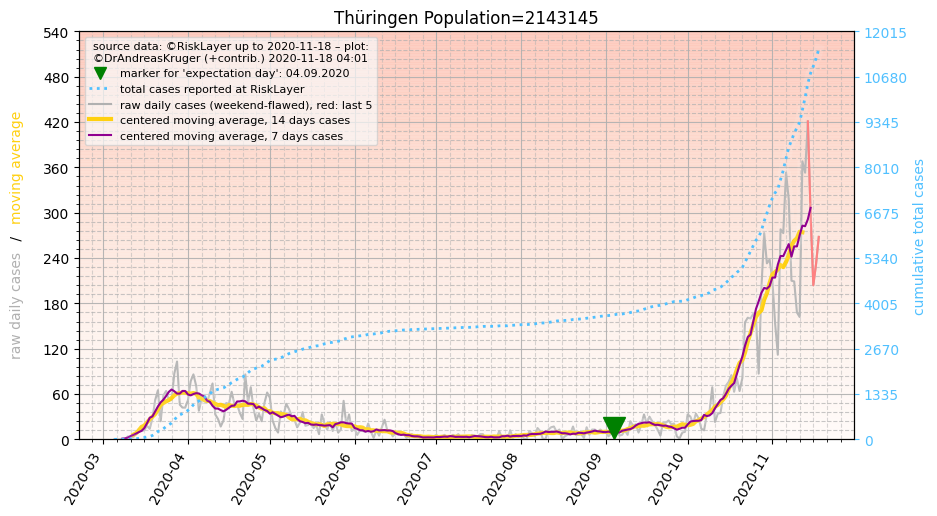 Thüringen Population=2143145
source data: ©RiskLayer up to 2020-11-18 – plot:
©DrAndreasKruger (+contrib.) 2020-11-18 04:01
marker for 'expectation day': 04.09.2020
total cases reported at RiskLayer
raw daily cases (weekend-flawed), red: last 5
centered moving average, 14 days cases
centered moving average, 7 days cases
raw daily cases / moving average
540
480
420
360
300
240
180
120
60
0
12015
10680
9345
8010
6675
5340
4005
2670
1335
0
cumulative total cases
2020-03
2020-04
2020-05
2020-06
2020-07
2020-08
2020-09
2020-10
2020-11